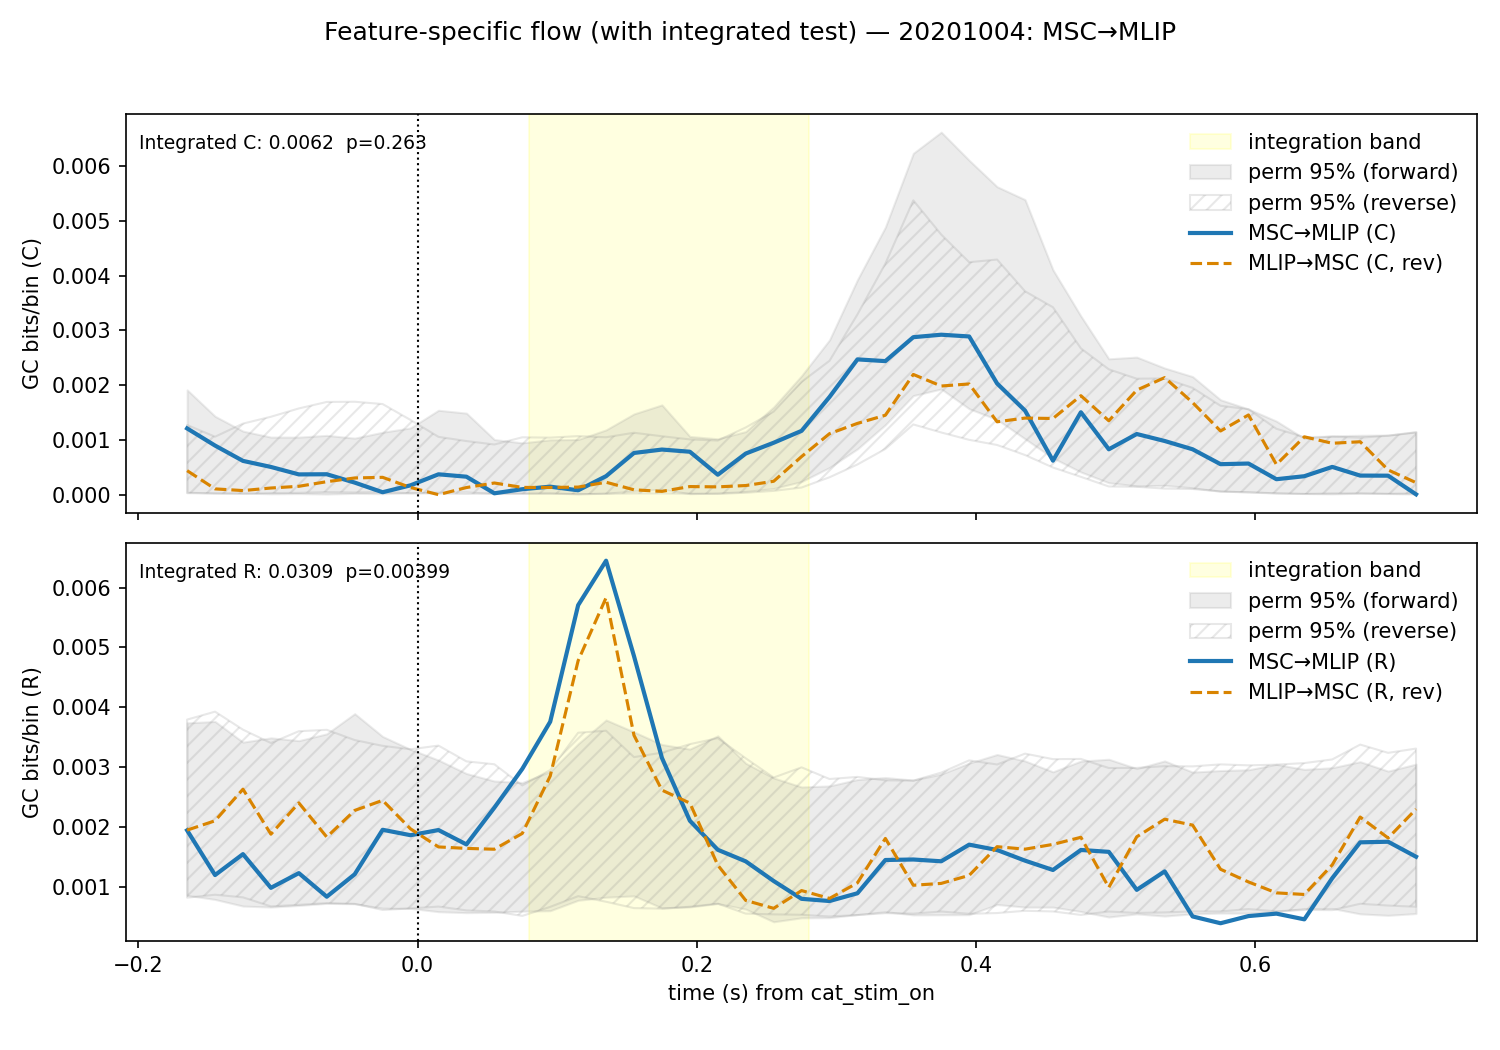 Feature-specific flow (with integrated test) — 20201004: MSC→MLIP
Integrated C: 0.0062  p=0.263
integration band
perm 95% (forward)
perm 95% (reverse)
MSC→MLIP (C)
MLIP→MSC (C, rev)
GC bits/bin (C)
0.006
0.005
0.004
0.003
0.002
0.001
0.000
Integrated R: 0.0309  p=0.00399
integration band
perm 95% (forward)
perm 95% (reverse)
MSC→MLIP (R)
MLIP→MSC (R, rev)
GC bits/bin (R)
0.006
0.005
0.004
0.003
0.002
0.001
−0.2 0.0 0.2 0.4 0.6
time (s) from cat_stim_on